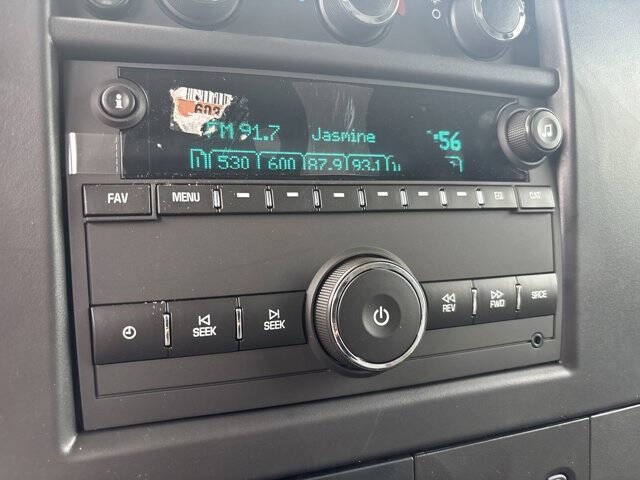 603
FM 91.7 Jasmine :56
530 600 87.9 93.1
FAV MENU EQ CAT
SEEK SEEK REV FWD SRCE